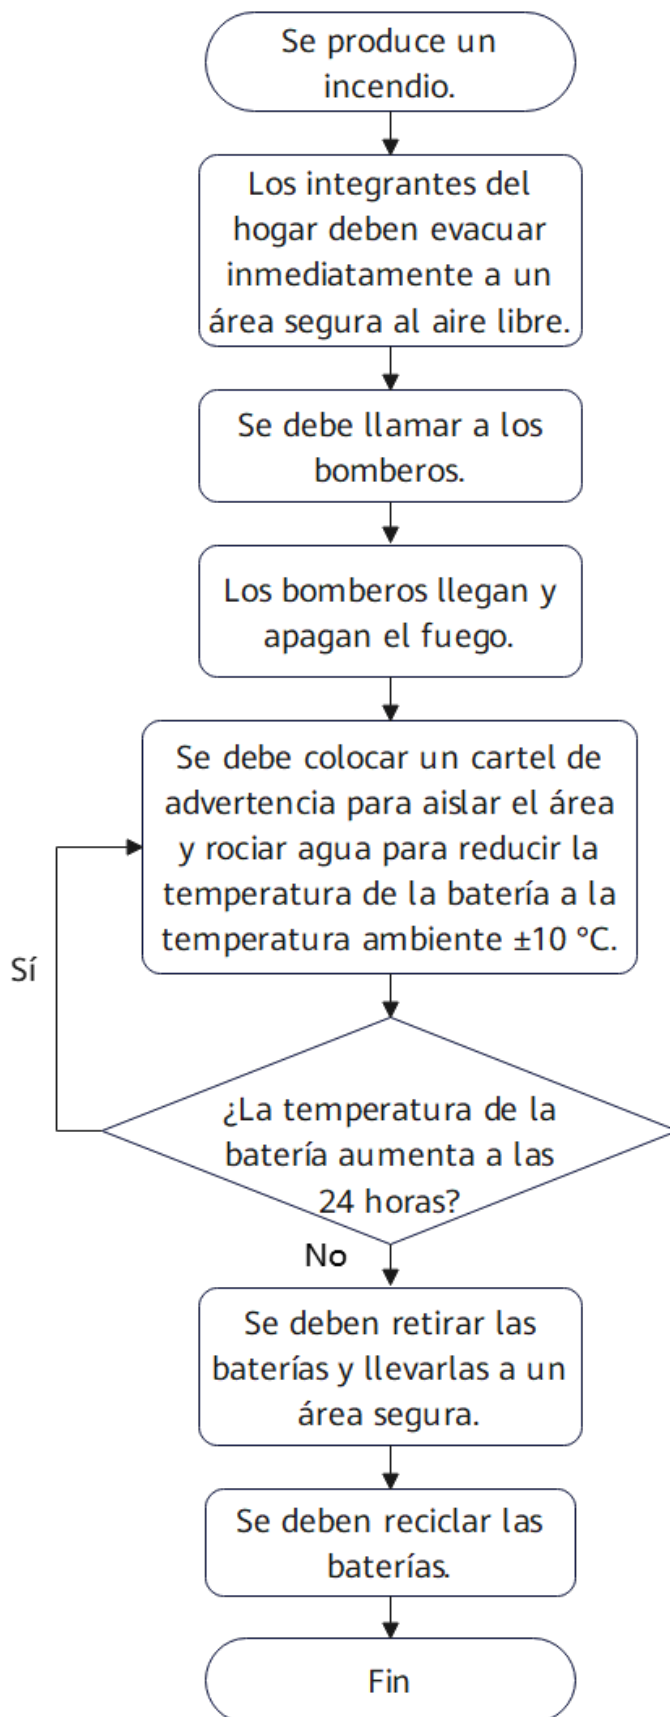 Se produce un
incendio.
Los integrantes del
hogar deben evacuar
inmediatamente a un
área segura al aire libre.
Se debe llamar a los
bomberos.
Los bomberos llegan y
apagan el fuego.
Se debe colocar un cartel de
advertencia para aislar el área
y rociar agua para reducir la
temperatura de la batería a la
temperatura ambiente ±10 °C.
Sí
¿La temperatura de la
batería aumenta a las
24 horas?
No
Se deben retirar las
baterías y llevarlas a un
área segura.
Se deben reciclar las
baterías.
Fin